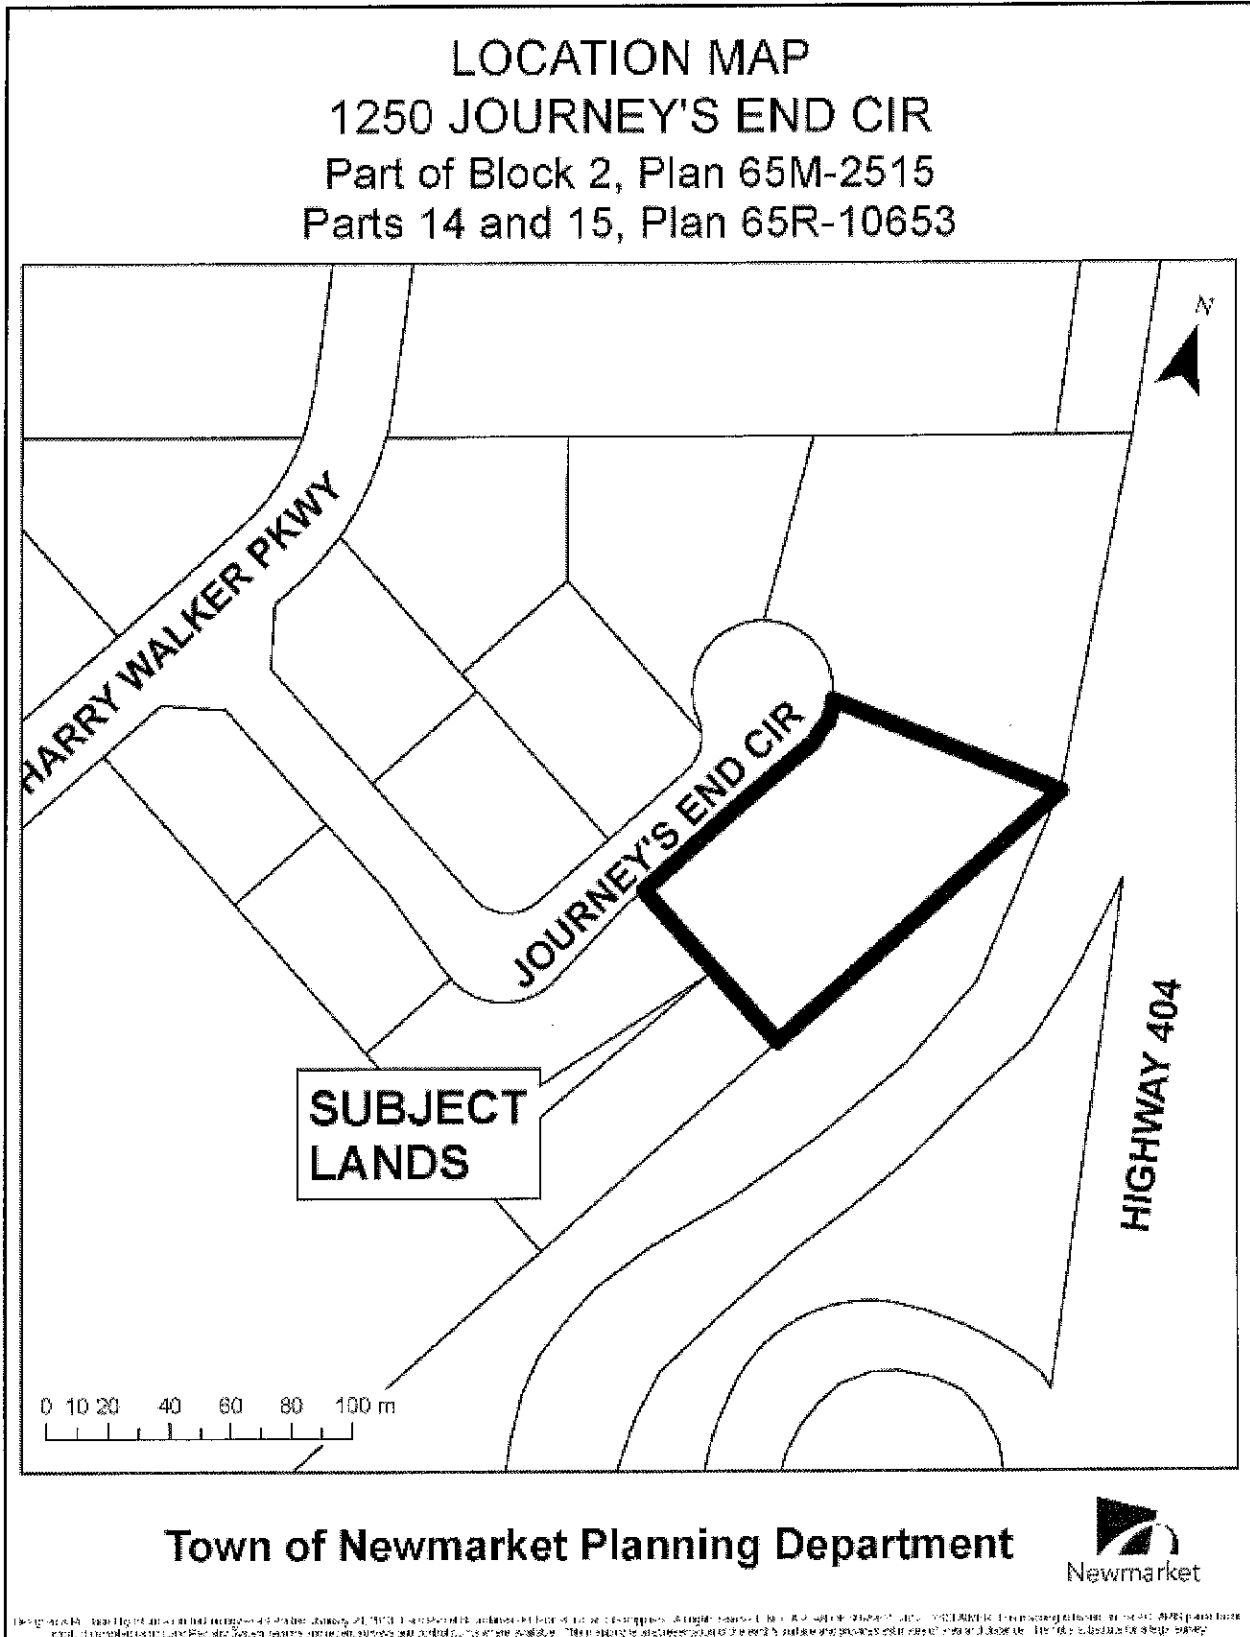 LOCATION MAP
1250 JOURNEY'S END CIR
Part of Block 2, Plan 65M-2515
Parts 14 and 15, Plan 65R-10653
N
HARRY WALKER PKWY
JOURNEY'S END CIR
SUBJECT
LANDS
HIGHWAY 404
0 10 20 40 60 80 100 m
Town of Newmarket Planning Department
Newmarket